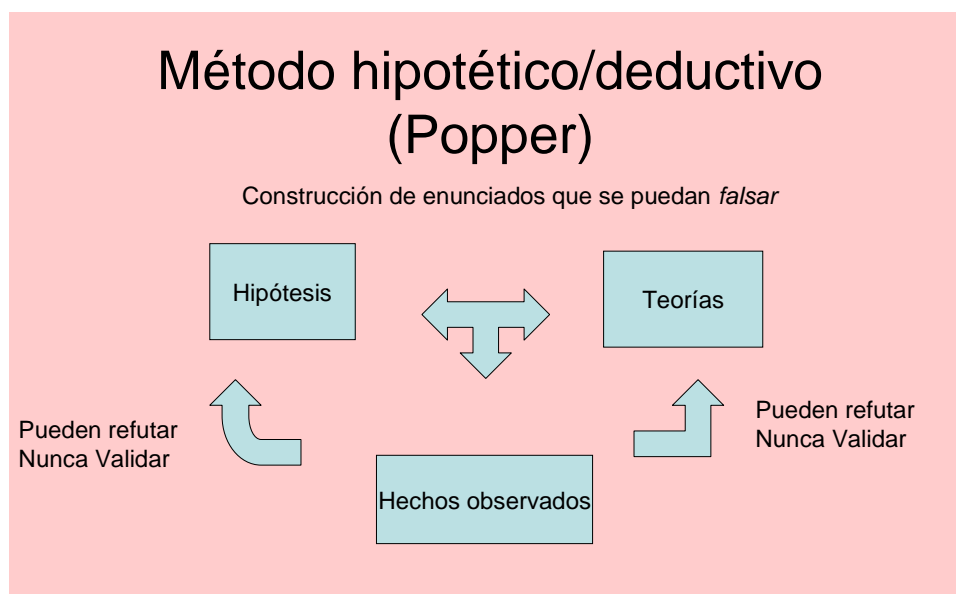 Método hipotético/deductivo
(Popper)
Construcción de enunciados que se puedan falsar
Hipótesis
Teorías
Pueden refutar
Nunca Validar
Pueden refutar
Nunca Validar
Hechos observados